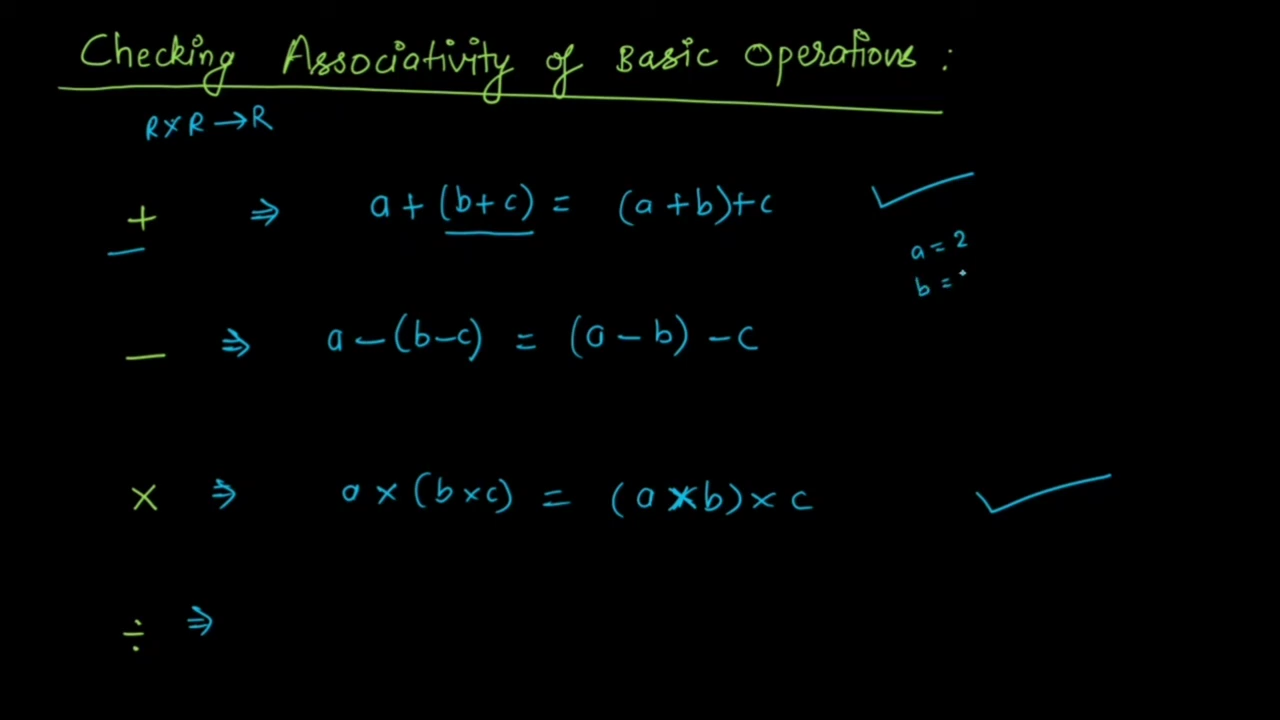 Checking Associativity of Basic Operations :
R×R→R
+ ⇒ a + (b+c) = (a+b)+c ✓
a = 2
b =
— ⇒ a - (b-c) = (a-b) - c
× ⇒ a × (b×c) = (a×b) × c ✓
÷ ⇒